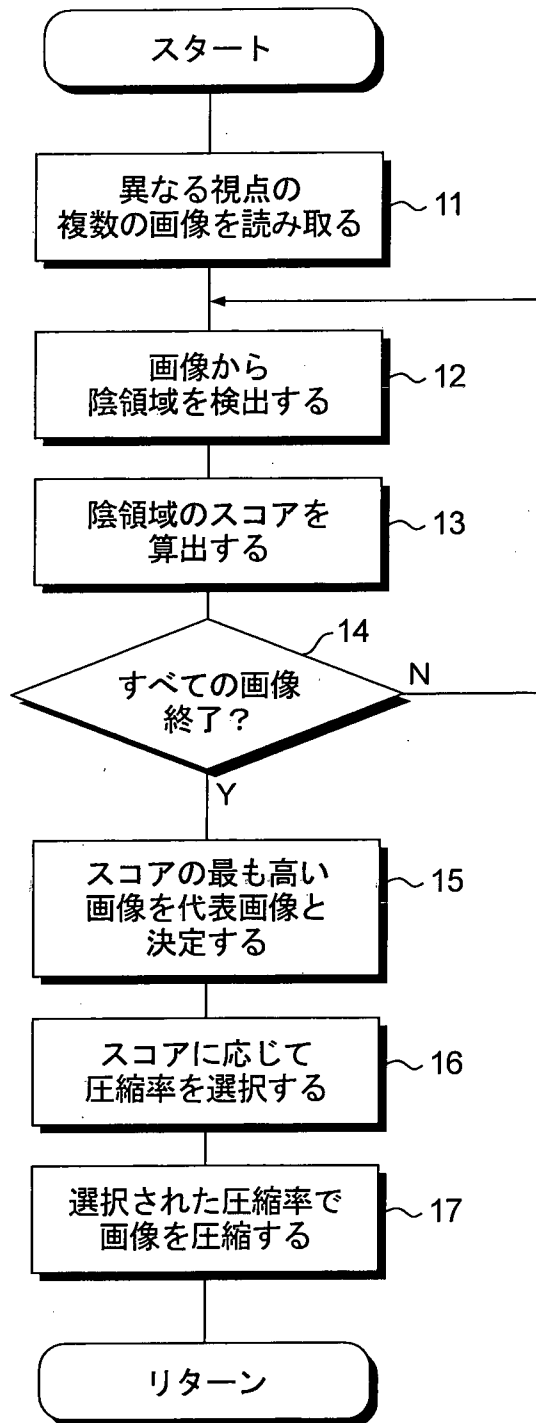 スタート
異なる視点の
複数の画像を読み取る
11
画像から
陰領域を検出する
12
陰領域のスコアを
算出する
13
14
すべての画像
終了？
N
Y
スコアの最も高い
画像を代表画像と
決定する
15
スコアに応じて
圧縮率を選択する
16
選択された圧縮率で
画像を圧縮する
17
リターン